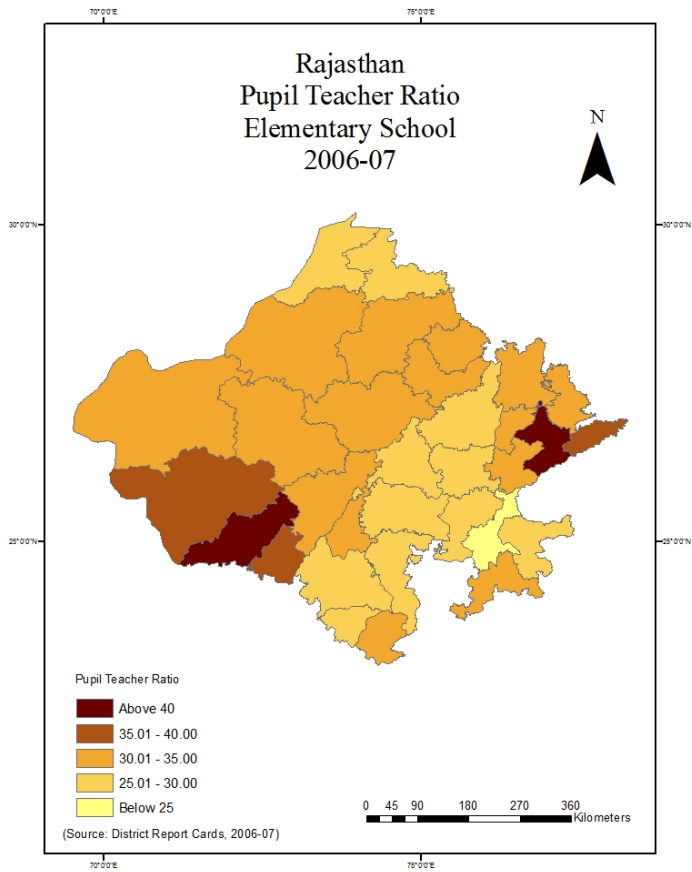 70°0'0"E 75°0'0"E
Rajasthan
Pupil Teacher Ratio
Elementary School
2006-07
N
30°0'0"N 30°0'0"N
25°0'0"N 25°0'0"N
Pupil Teacher Ratio
Above 40
35.01 - 40.00
30.01 - 35.00
25.01 - 30.00
Below 25
0 45 90 180 270 360
Kilometers
(Source: District Report Cards, 2006-07)
70°0'0"E 75°0'0"E